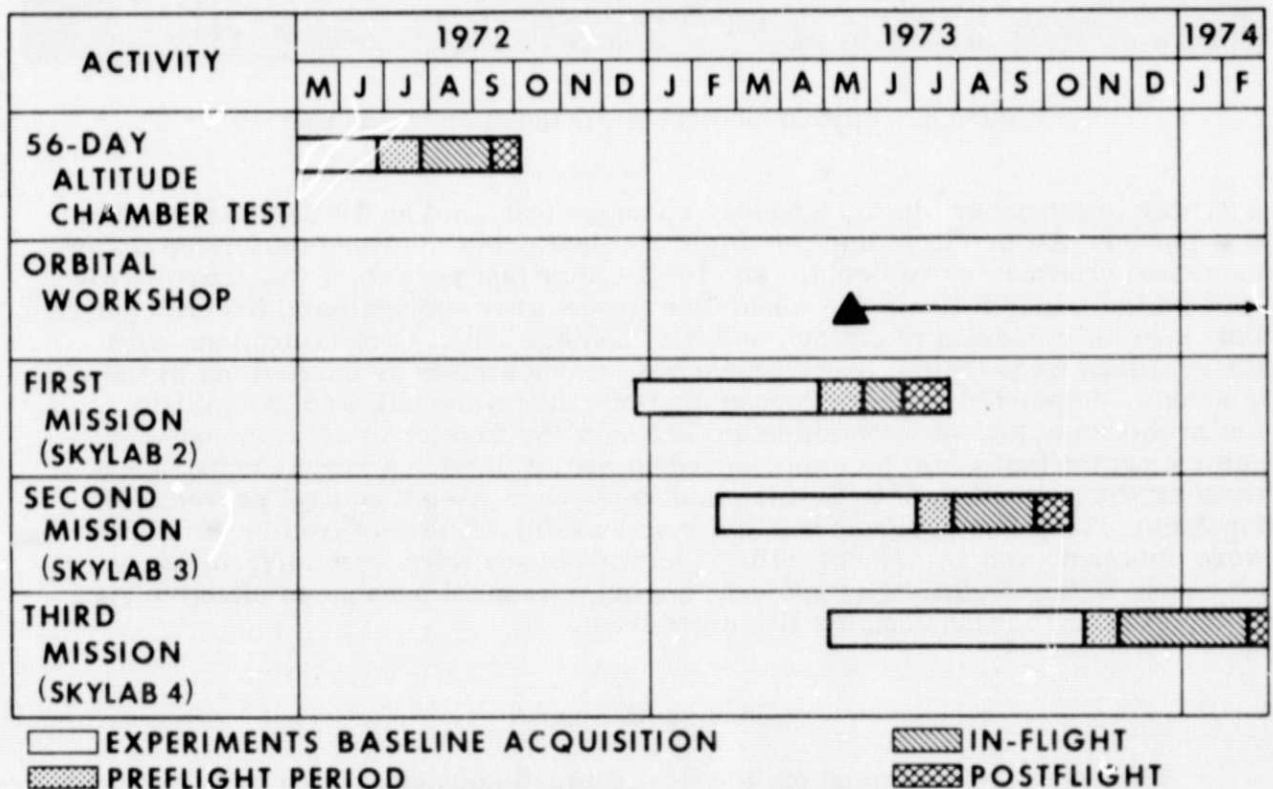 ACTIVITY
1972
1973
1974
M J J A S O N D J F M A M J J A S O N D J F
56-DAY
ALTITUDE
CHAMBER TEST
ORBITAL
WORKSHOP
FIRST
MISSION
(SKYLAB 2)
SECOND
MISSION
(SKYLAB 3)
THIRD
MISSION
(SKYLAB 4)
EXPERIMENTS BASELINE ACQUISITION
IN-FLIGHT
PREFLIGHT PERIOD
POSTFLIGHT